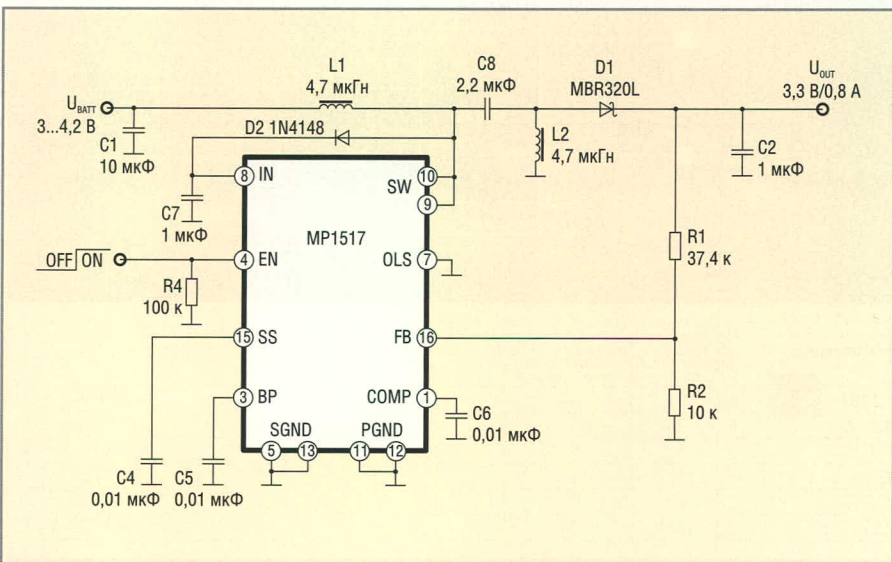 L1
4,7 мкГн
C8
2,2 мкФ
D1
MBR320L
U_OUT
3,3 В/0,8 А
U_BATT
3...4,2 В
C1
10 мкФ
D2 1N4148
L2
4,7 мкГн
C2
1 мкФ
8 IN
SW 10
9
C7
1 мкФ
MP1517
R1
37,4 к
OFF ON
4 EN
OLS 7
R4
100 к
15 SS
FB 16
3 BP
COMP 1
R2
10 к
C6
0,01 мкФ
SGND PGND
5 13 11 12
C4
0,01 мкФ
C5
0,01 мкФ